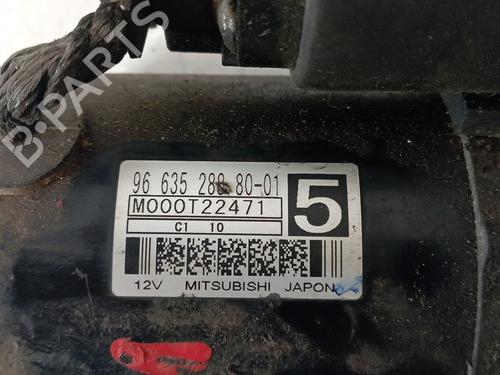 B-PARTS
96 635 288 80-01
M000T22471
5
C1 10
12V MITSUBISHI JAPON